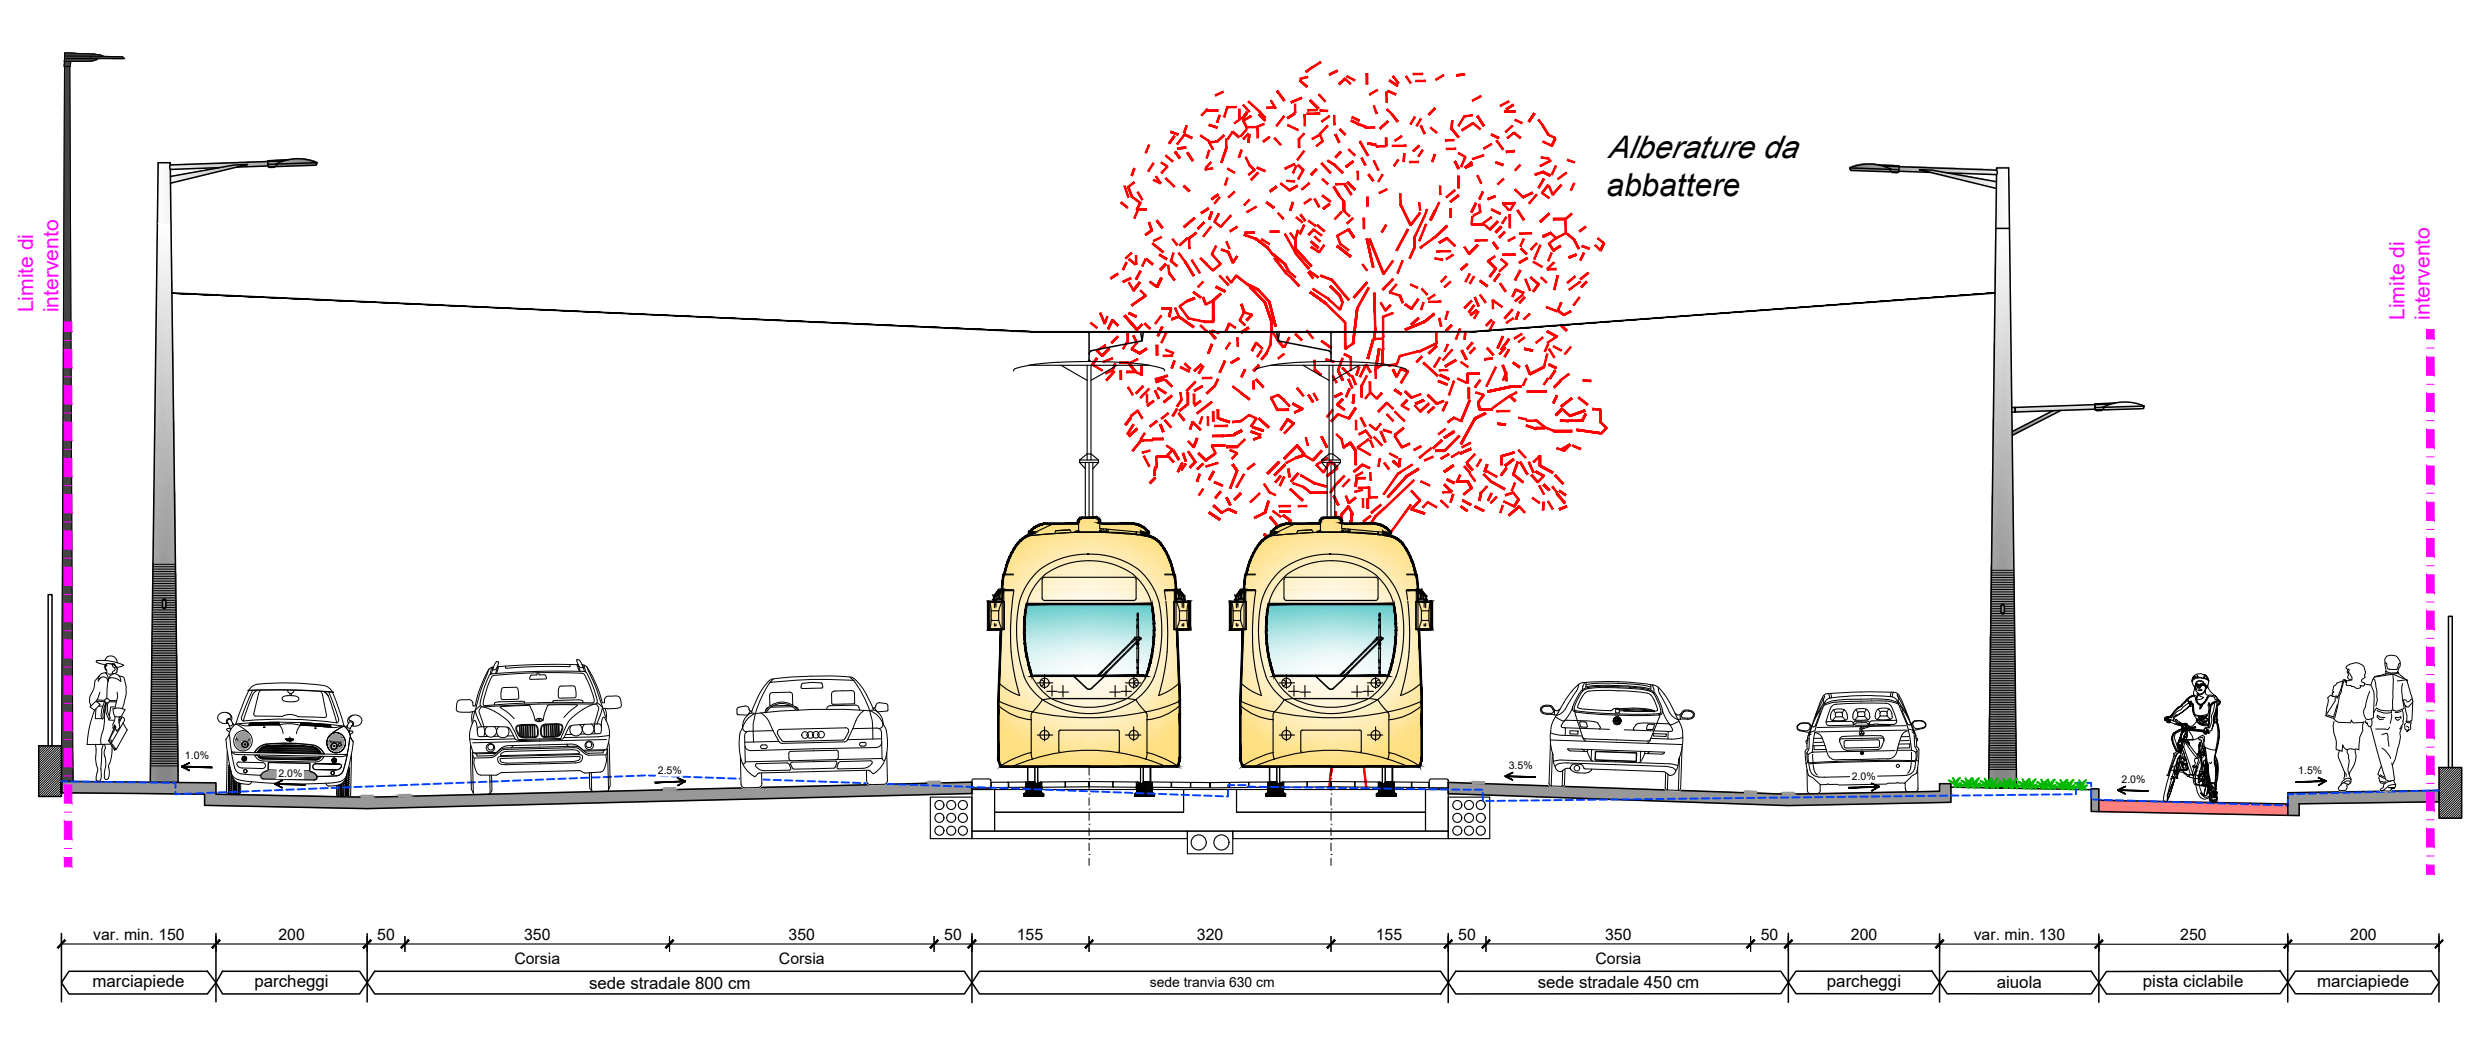 Alberature da
abbattere
Limite di
intervento
Limite di
intervento
1.0%
2.0%
2.5%
3.5%
2.0%
2.0%
1.5%
var. min. 150
200
50
350
350
50
155
320
155
50
350
50
200
var. min. 130
250
200
Corsia
Corsia
Corsia
marciapiede
parcheggi
sede stradale 800 cm
sede tranvia 630 cm
sede stradale 450 cm
parcheggi
aiuola
pista ciclabile
marciapiede